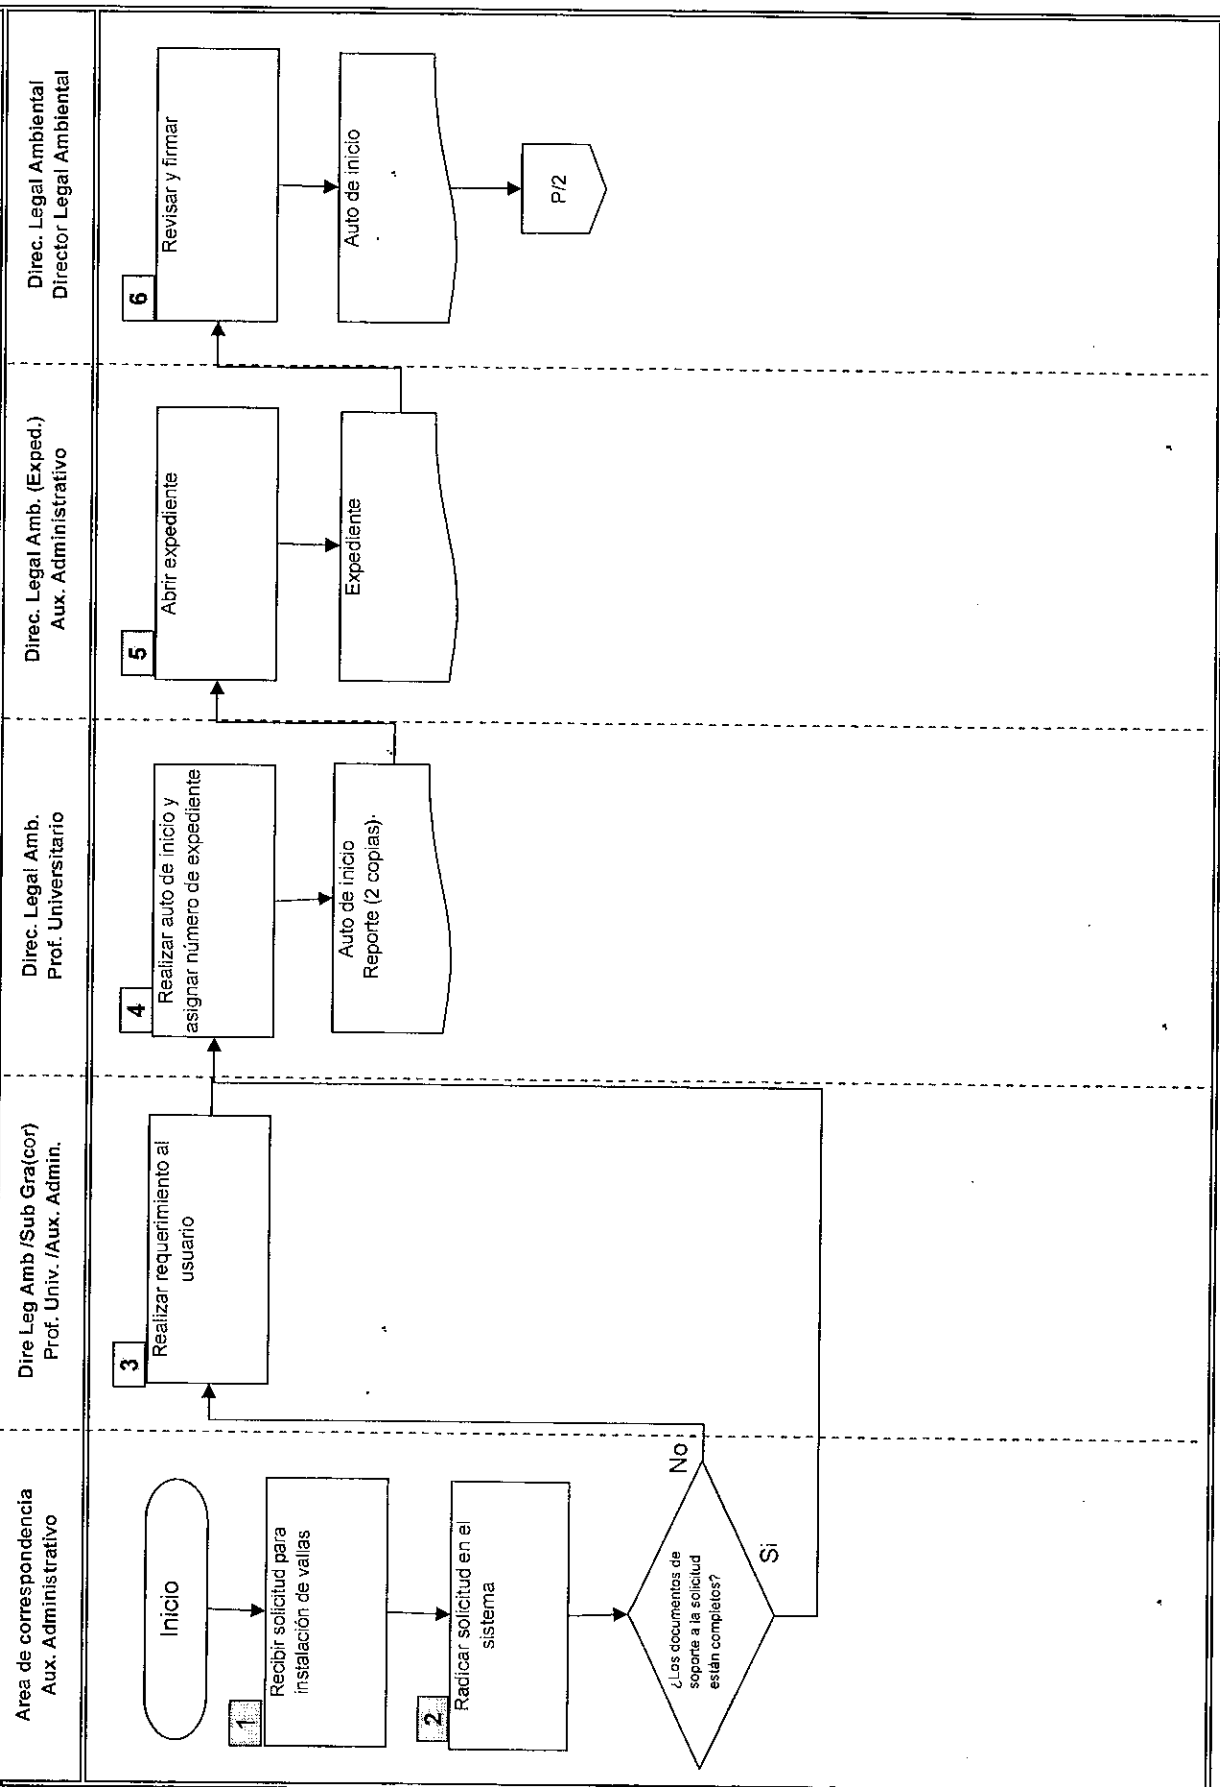 Area de correspondencia
Aux. Administrativo
Dire Leg Amb /Sub Gra(cor)
Prof. Univ. /Aux. Admin.
Direc. Legal Amb.
Prof. Universitario
Direc. Legal Amb. (Exped.)
Aux. Administrativo
Direc. Legal Ambiental
Director Legal Ambiental
Inicio
1
Recibir solicitud para
instalación de vallas
2
Radicar solicitud en el
sistema
¿Los documentos de
soporte a la solicitud
están completos?
No
Si
3
Realizar requerimiento al
usuario
4
Realizar auto de inicio y
asignar número de expediente
Auto de inicio
Reporte (2 copias)
5
Abrir expediente
Expediente
6
Revisar y firmar
Auto de inicio
P/2